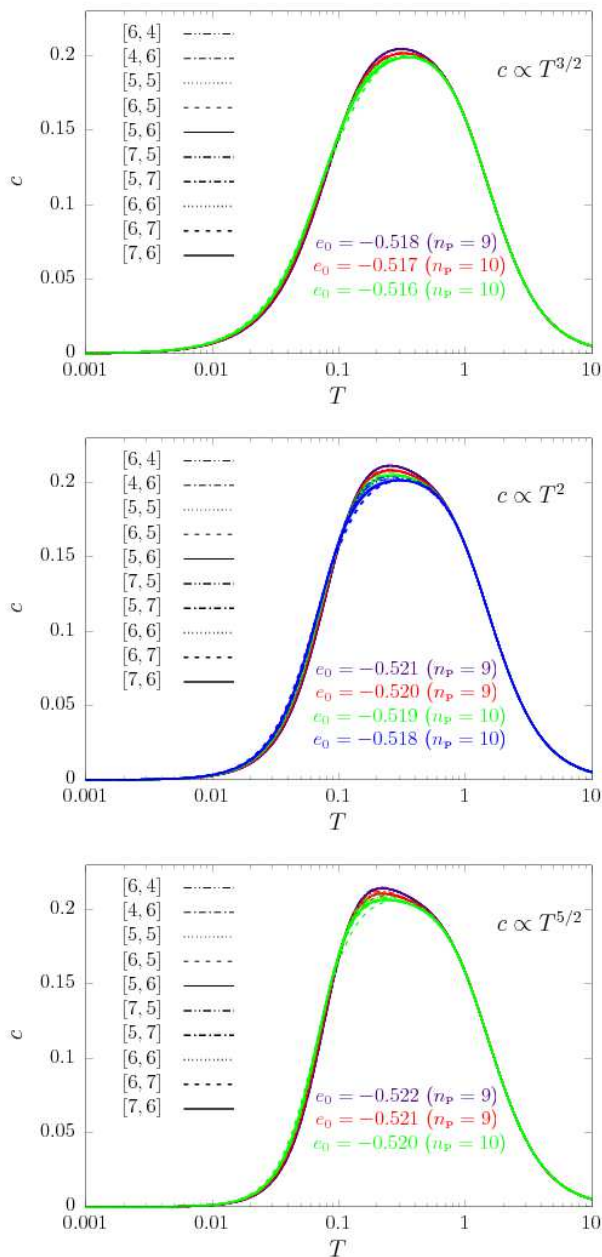 [6, 4]
[4, 6]
[5, 5]
[6, 5]
[5, 6]
[7, 5]
[5, 7]
[6, 6]
[6, 7]
[7, 6]
c ∝ T^{3/2}
e₀ = −0.518 (n_P = 9)
e₀ = −0.517 (n_P = 10)
e₀ = −0.516 (n_P = 10)
c
0.2
0.15
0.1
0.05
0
0.001 0.01 0.1 1 10
T
[6, 4]
[4, 6]
[5, 5]
[6, 5]
[5, 6]
[7, 5]
[5, 7]
[6, 6]
[6, 7]
[7, 6]
c ∝ T^2
e₀ = −0.521 (n_P = 9)
e₀ = −0.520 (n_P = 9)
e₀ = −0.519 (n_P = 10)
e₀ = −0.518 (n_P = 10)
c
0.2
0.15
0.1
0.05
0
0.001 0.01 0.1 1 10
T
[6, 4]
[4, 6]
[5, 5]
[6, 5]
[5, 6]
[7, 5]
[5, 7]
[6, 6]
[6, 7]
[7, 6]
c ∝ T^{5/2}
e₀ = −0.522 (n_P = 9)
e₀ = −0.521 (n_P = 9)
e₀ = −0.520 (n_P = 10)
c
0.2
0.15
0.1
0.05
0
0.001 0.01 0.1 1 10
T